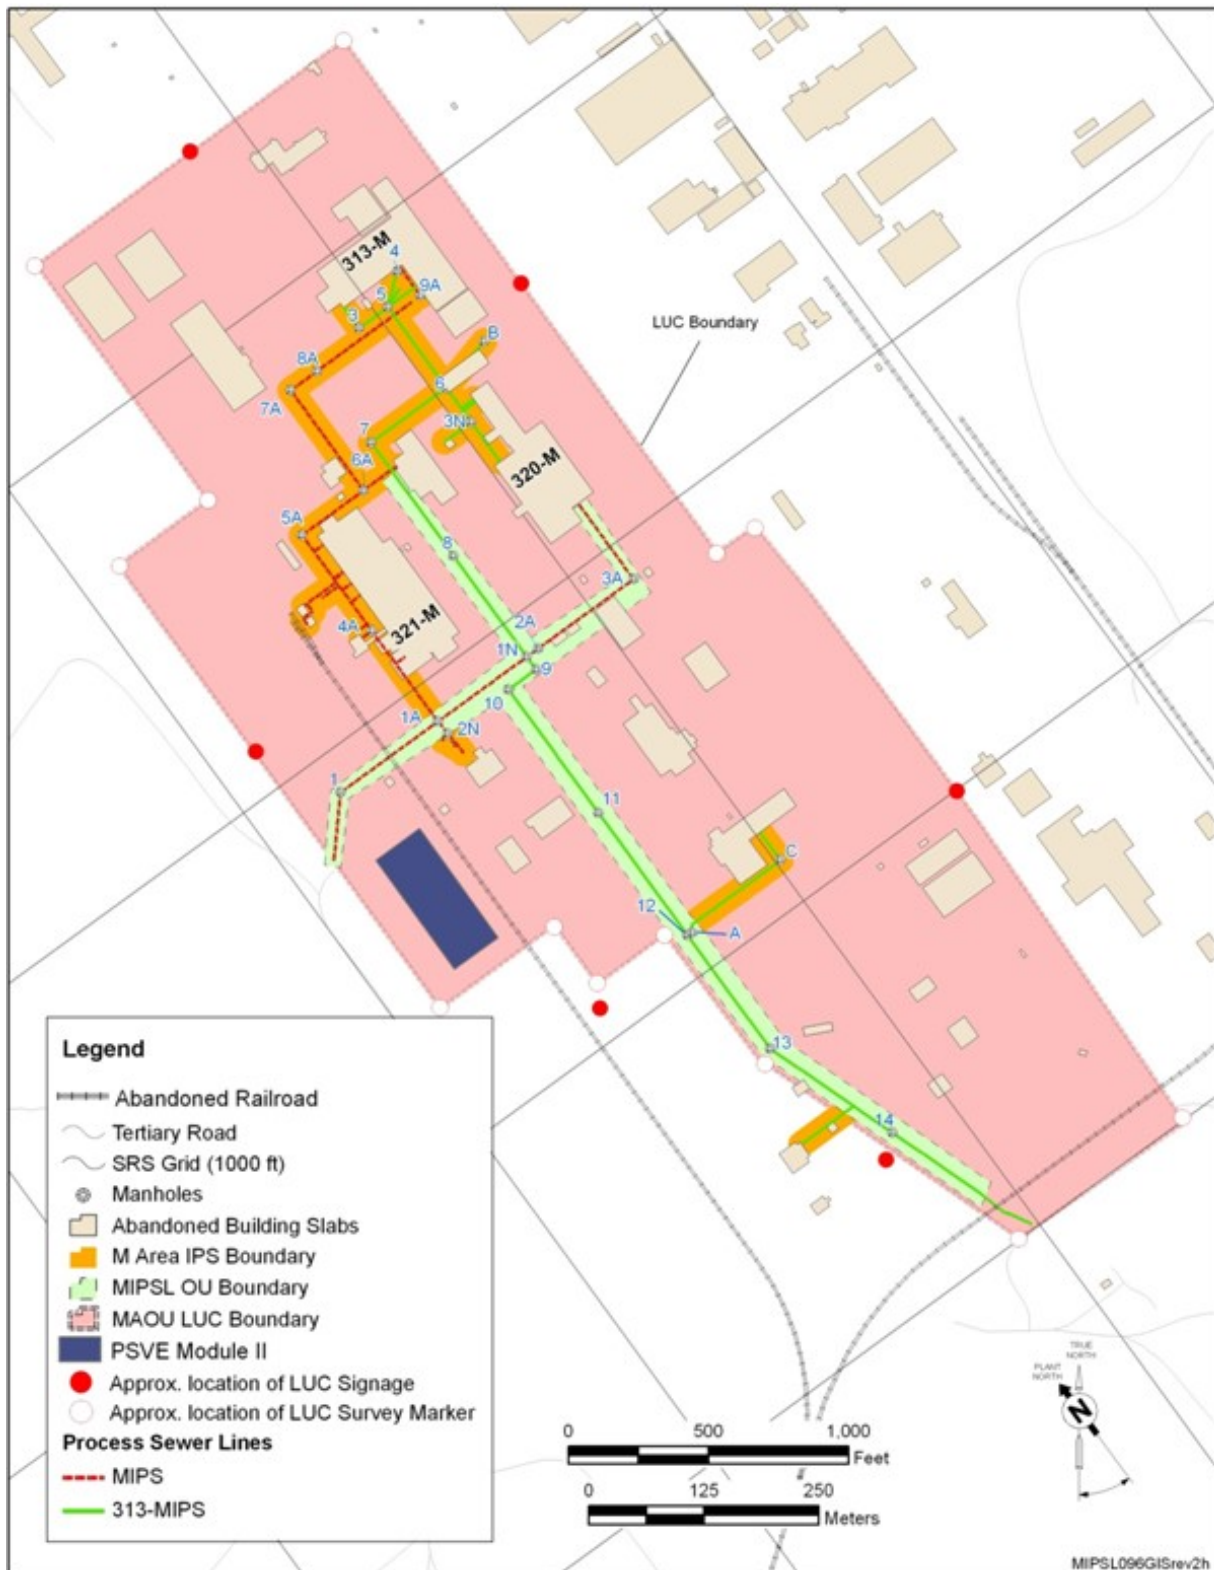 313-M
4
9A
5
3
LUC Boundary
B
8A
6
7A
7
3N
6A
320-M
5A
8
3A
4A
321-M
2A
1N
9
10
1A
2N
1
11
C
12
A
13
14
Legend
Abandoned Railroad
Tertiary Road
SRS Grid (1000 ft)
Manholes
Abandoned Building Slabs
M Area IPS Boundary
MIPSL OU Boundary
MAOU LUC Boundary
PSVE Module II
Approx. location of LUC Signage
Approx. location of LUC Survey Marker
Process Sewer Lines
MIPS
313-MIPS
0 500 1,000
Feet
0 125 250
Meters
TRUE
NORTH
PLANT
NORTH
N
MIPSL096GISrev2h